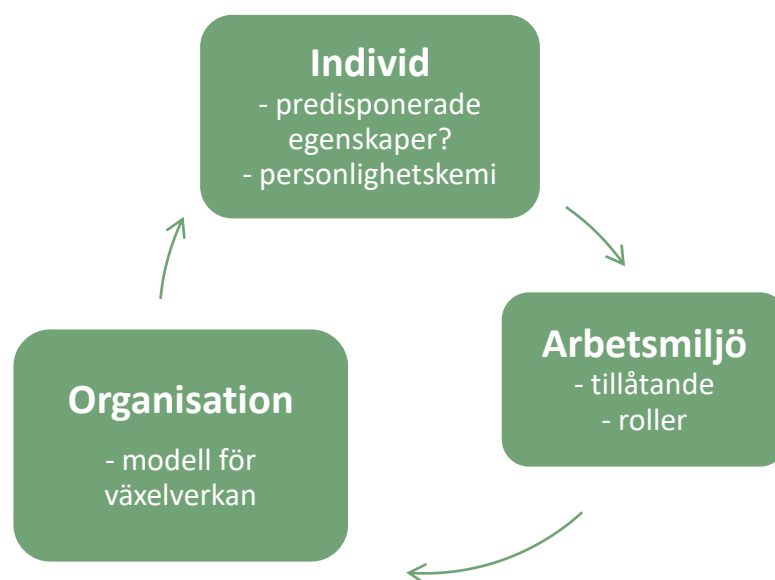 Individ
- predisponerade
egenskaper?
- personlighetskemi
Arbetsmiljö
- tillåtande
- roller
Organisation
- modell för
växelverkan